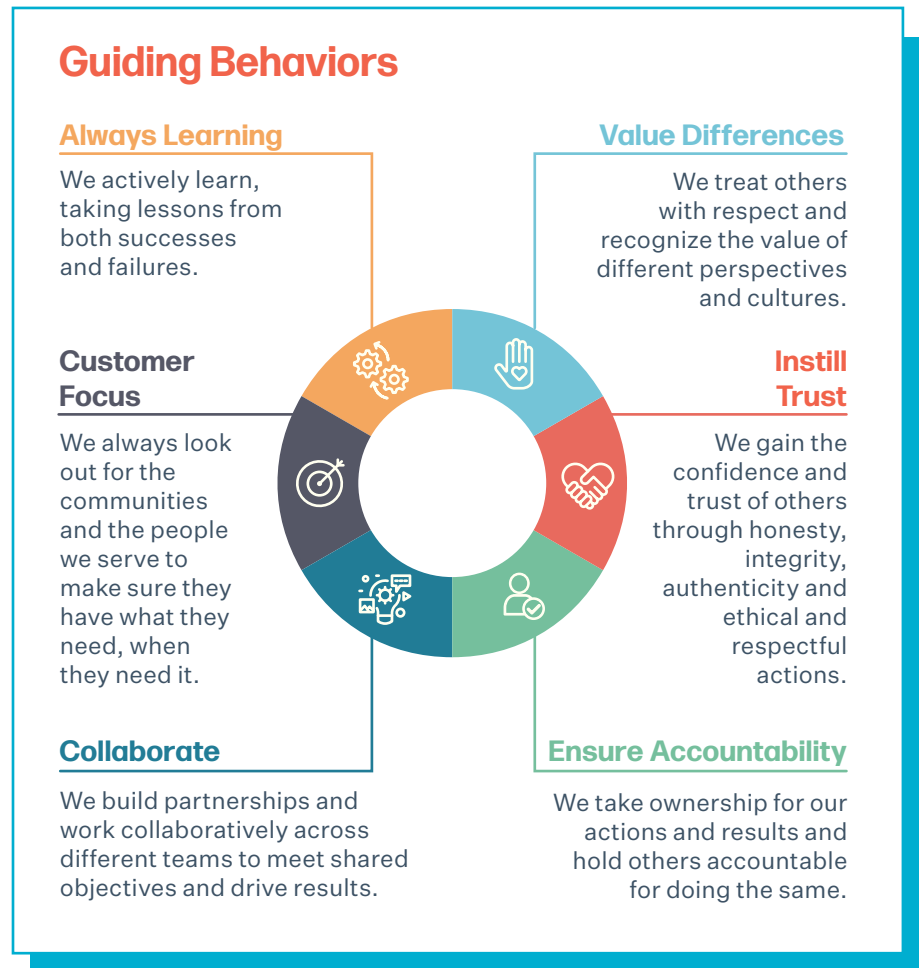 Guiding Behaviors
Always Learning
We actively learn,
taking lessons from
both successes
and failures.
Value Differences
We treat others
with respect and
recognize the value of
different perspectives
and cultures.
Customer
Focus
We always look
out for the
communities
and the people
we serve to
make sure they
have what they
need, when
they need it.
Instill
Trust
We gain the
confidence and
trust of others
through honesty,
integrity,
authenticity and
ethical and
respectful
actions.
Collaborate
We build partnerships and
work collaboratively across
different teams to meet shared
objectives and drive results.
Ensure Accountability
We take ownership for our
actions and results and
hold others accountable
for doing the same.